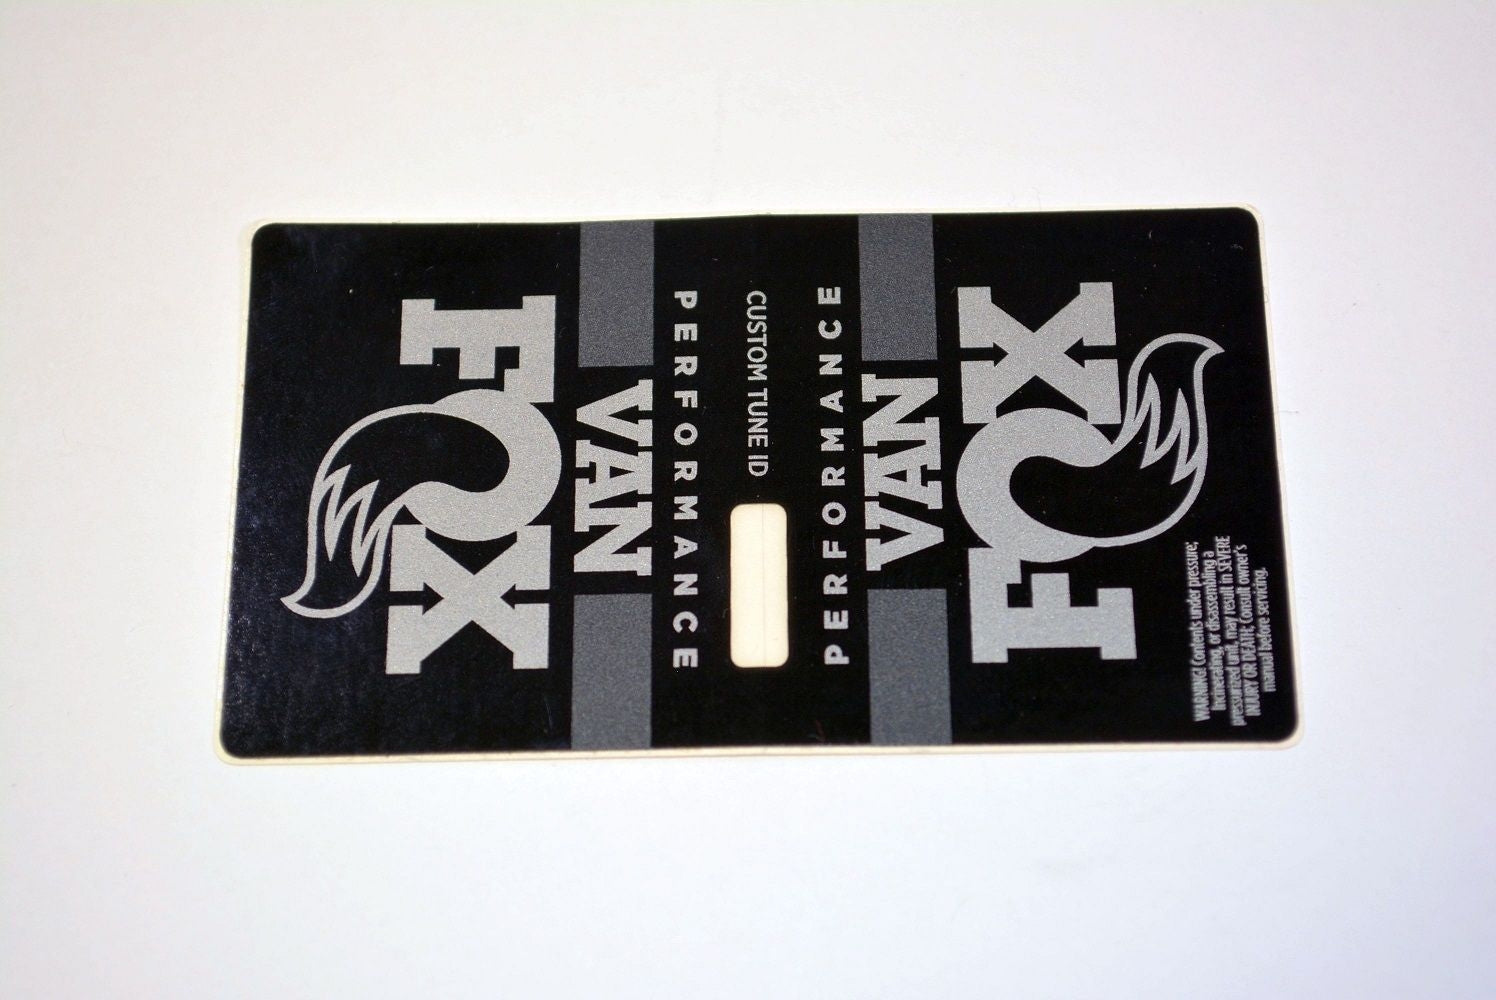 FOX
VAN
PERFORMANCE
CUSTOM TUNE ID
PERFORMANCE
VAN
FOX
WARNING! Contents under pressure;
heating, or disassembling a
pressurized unit, may result in SEVERE
INJURY OR DEATH; Consult owner's
manual before servicing.